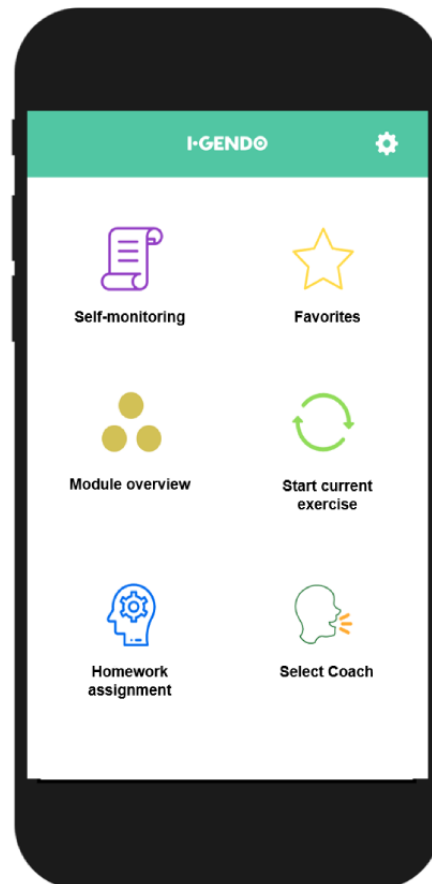 I·GENDO
Self-monitoring
Favorites
Module overview
Start current
exercise
Homework
assignment
Select Coach